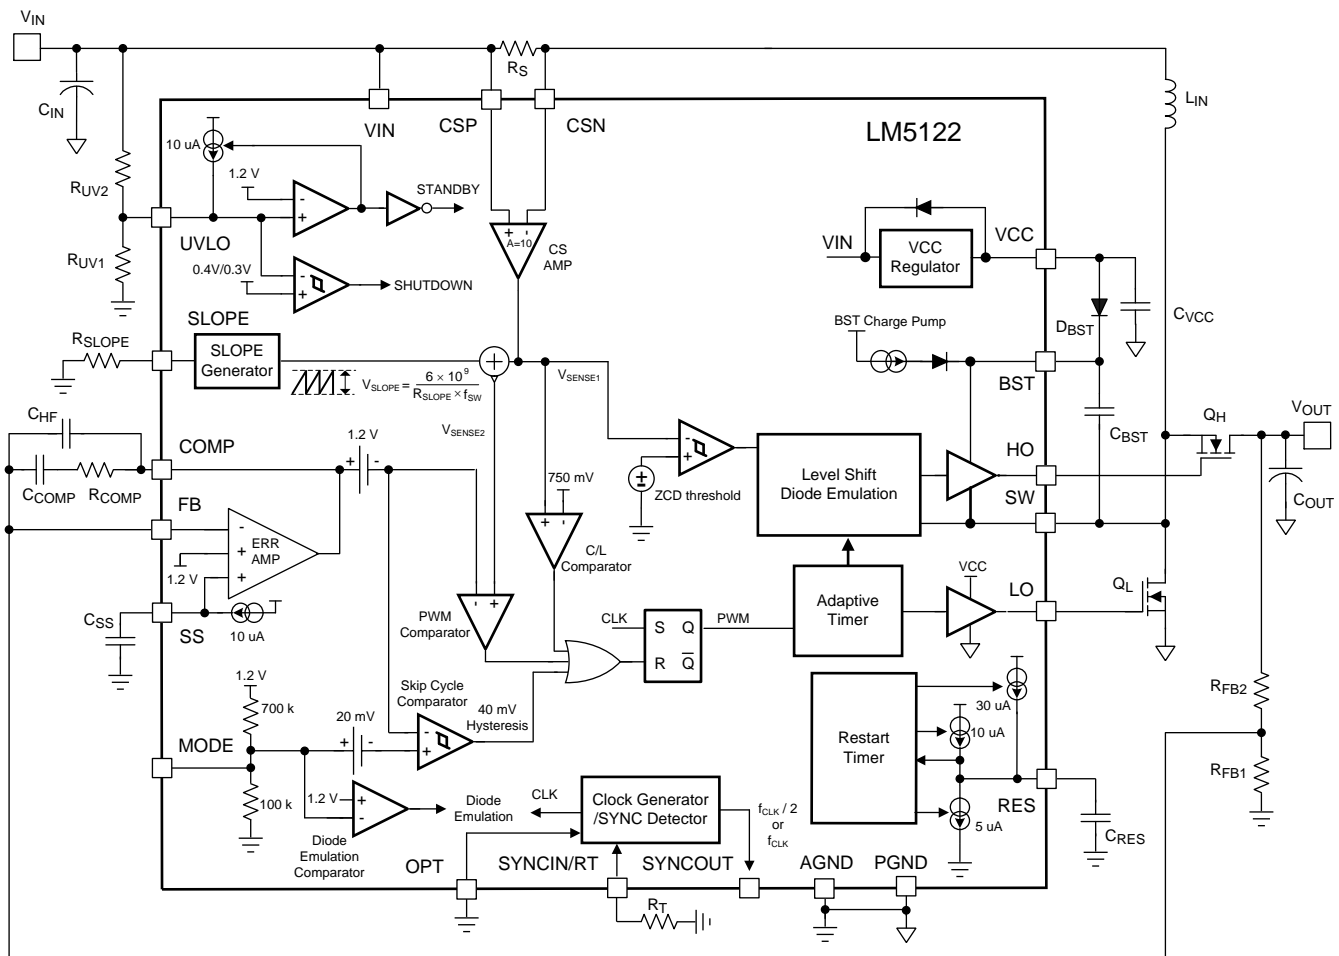 VIN
RS
CIN
LIN
VIN
CSP
CSN
LM5122
10 uA
1.2 V
STANDBY
RUV2
UVLO
A=10
CS
AMP
VIN
VCC
Regulator
VCC
RUV1
0.4V/0.3V
SHUTDOWN
SLOPE
RSLOPE
SLOPE
Generator
VSLOPE = 6 × 10^9 / RSLOPE × fSW
VSENSE1
VSENSE2
BST Charge Pump
DBST
CVCC
BST
CHF
COMP
1.2 V
CCOMP
RCOMP
FB
750 mV
ZCD threshold
Level Shift
Diode Emulation
HO
SW
CBST
QH
VOUT
COUT
ERR
AMP
1.2 V
C/L
Comparator
CSS
SS
10 uA
PWM
Comparator
CLK
S Q
R Q̅
PWM
Adaptive
Timer
VCC
LO
QL
1.2 V
700 k
MODE
100 k
20 mV
Skip Cycle
Comparator
40 mV
Hysteresis
30 uA
10 uA
Restart
Timer
5 uA
RES
CRES
RFB2
RFB1
1.2 V
Diode
Emulation
Diode
Emulation
Comparator
CLK
Clock Generator
/SYNC Detector
fCLK / 2
or
fCLK
OPT
SYNCIN/RT
SYNCOUT
AGND
PGND
RT